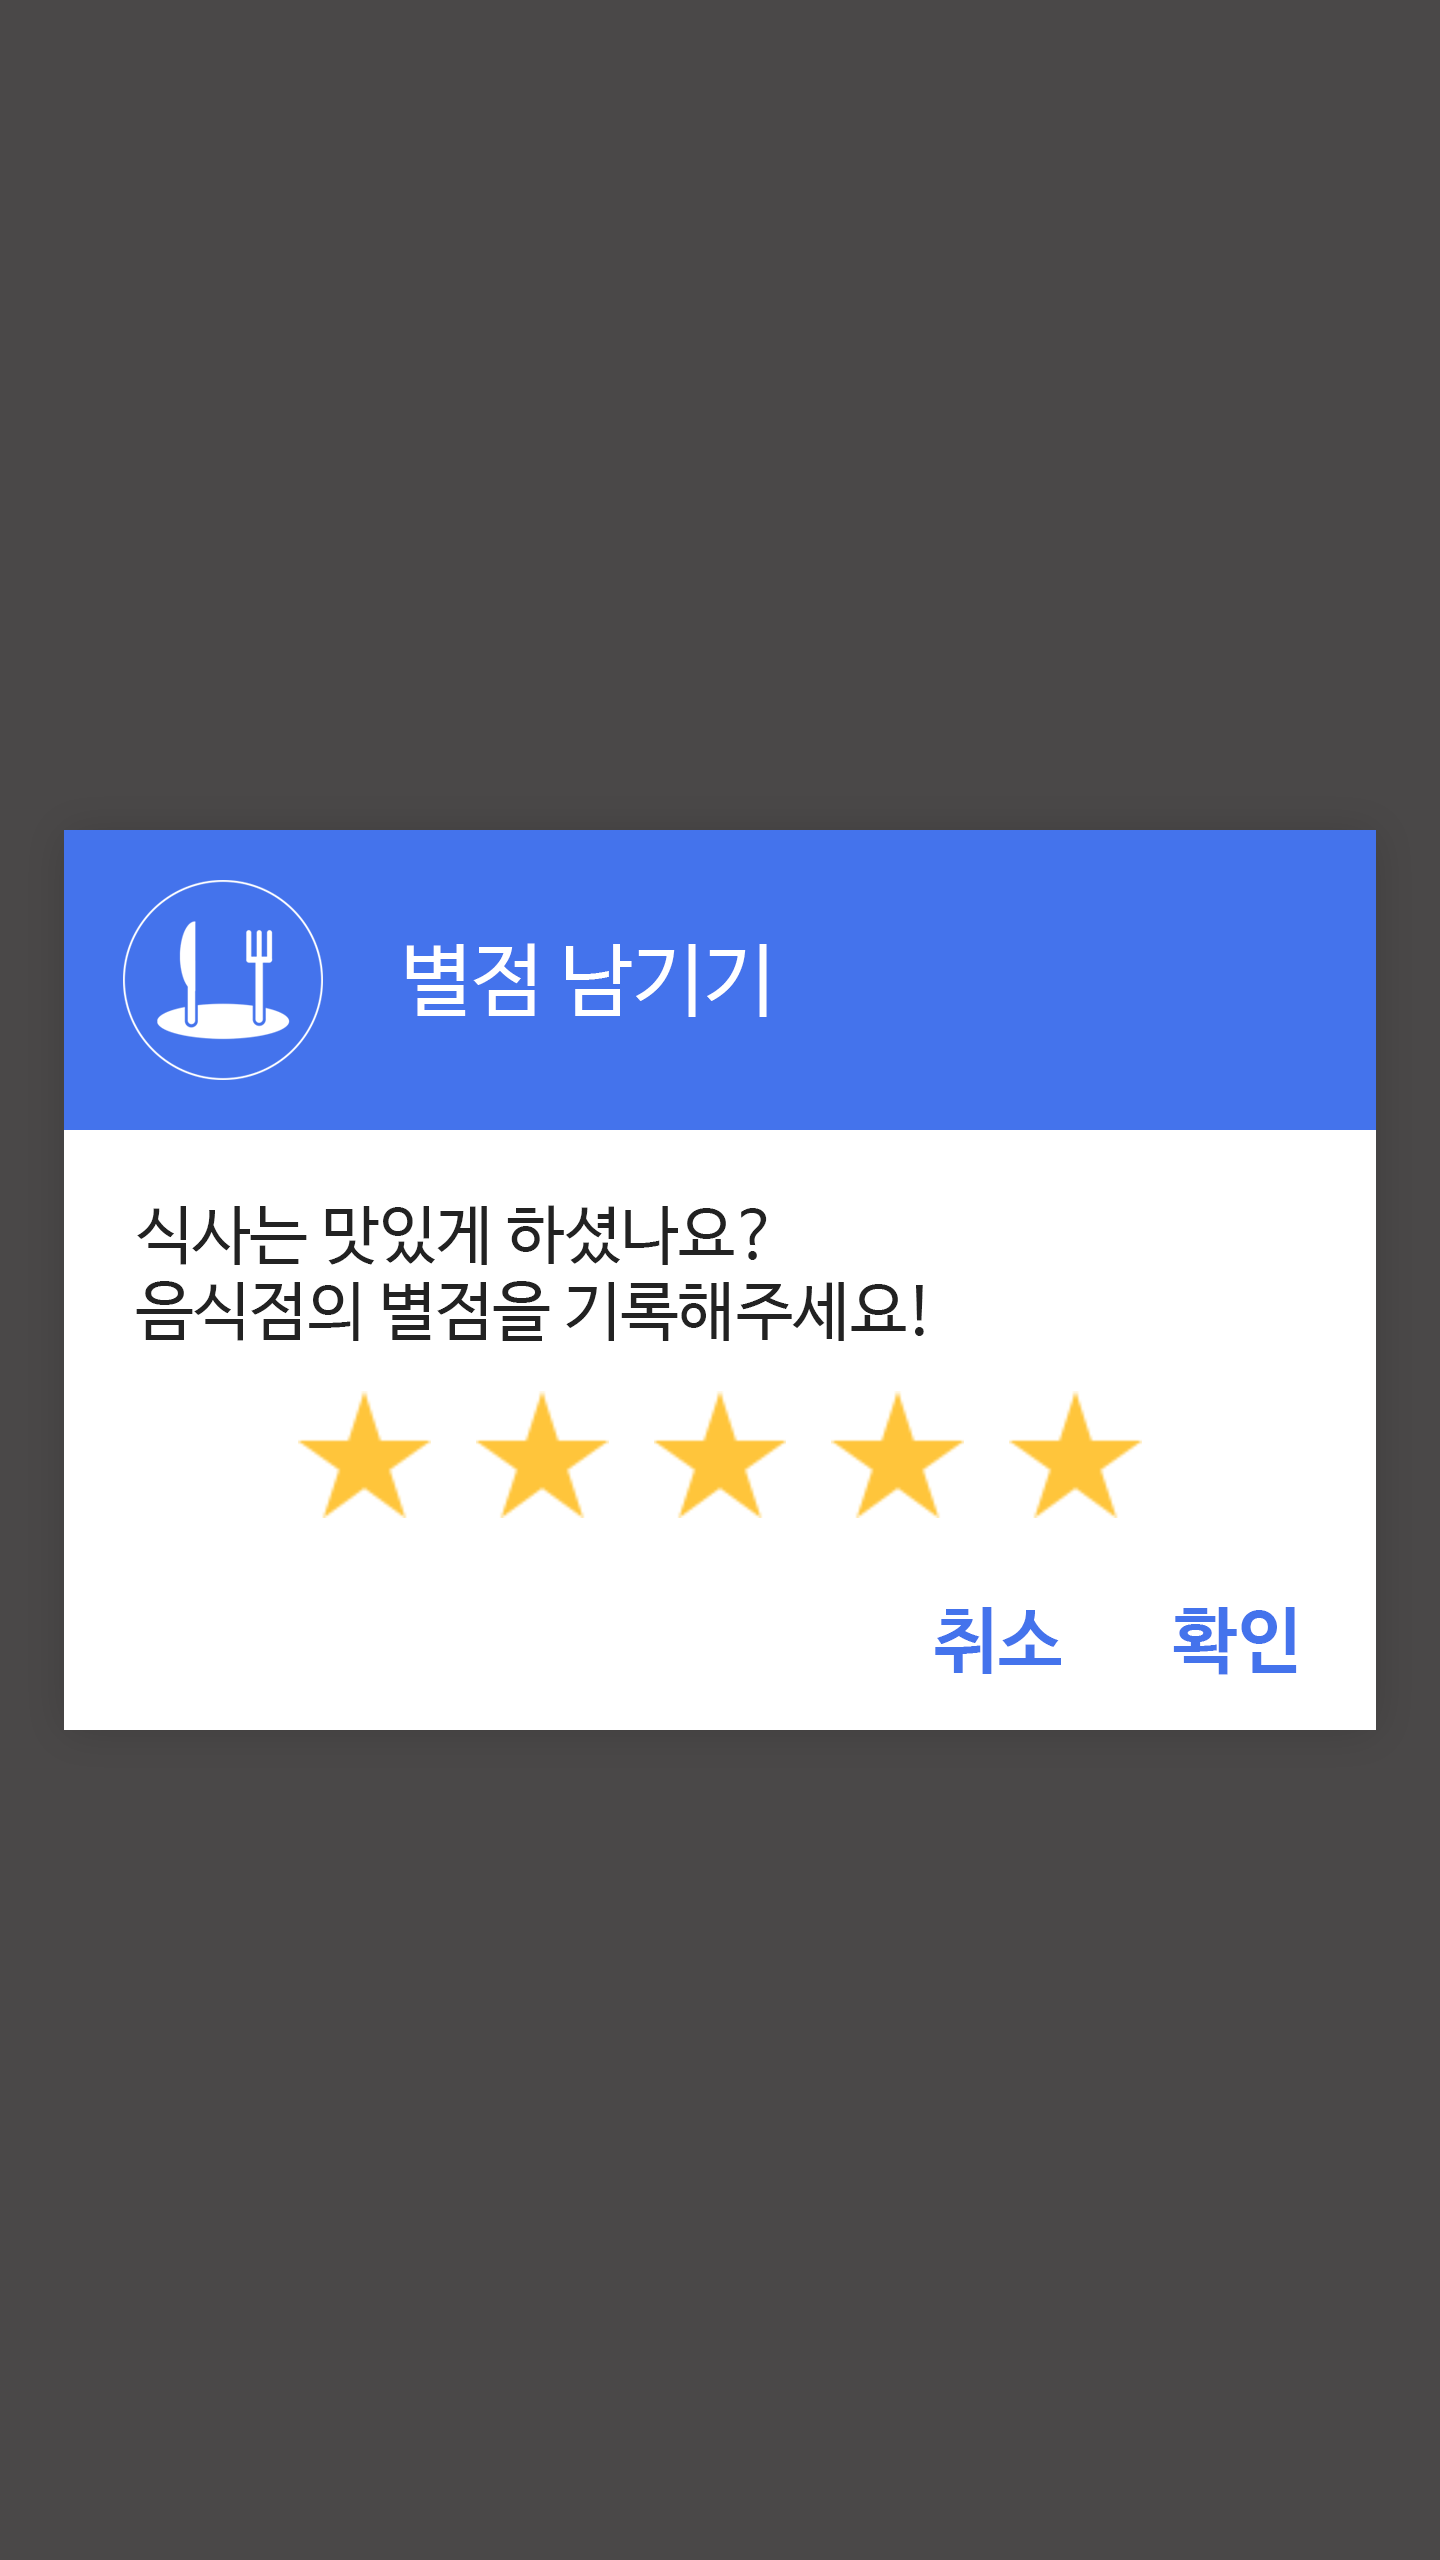 별점 남기기
식사는 맛있게 하셨나요?
음식점의 별점을 기록해주세요!
취소 확인